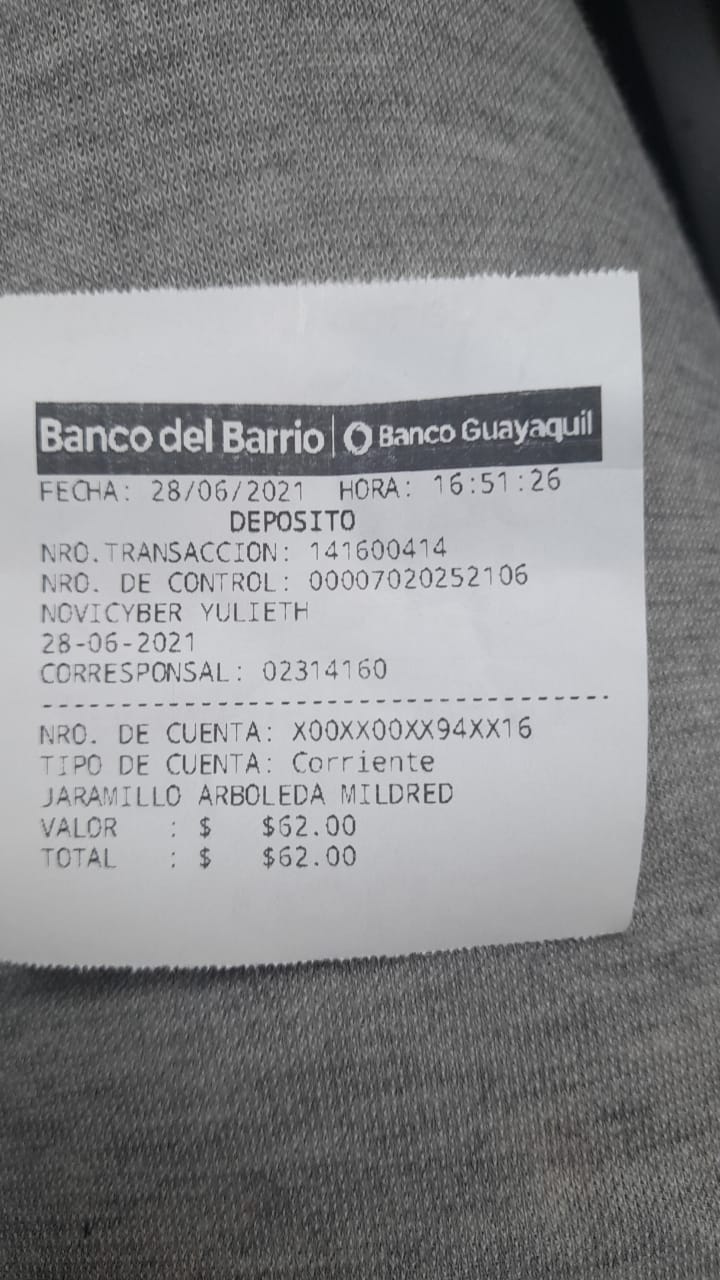 Banco del Barrio | Banco Guayaquil
FECHA: 28/06/2021 HORA: 16:51:26
DEPOSITO
NRO.TRANSACCION: 141600414
NRO. DE CONTROL: 00007020252106
NOVICYBER YULIETH
28-06-2021
CORRESPONSAL: 02314160
------------------------------------
NRO. DE CUENTA: X00XX00XX94XX16
TIPO DE CUENTA: Corriente
JARAMILLO ARBOLEDA MILDRED
VALOR : $ $62.00
TOTAL : $ $62.00